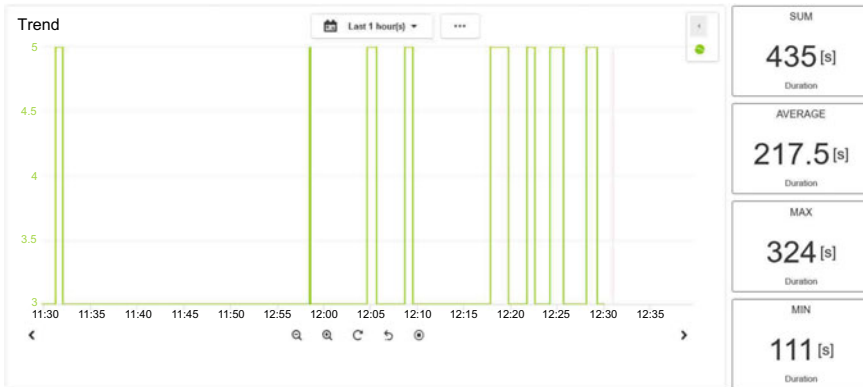 Trend
Last 1 hour(s)
...
5
4.5
4
3.5
3
11:30 11:35 11:40 11:45 11:50 11:55 12:00 12:05 12:10 12:15 12:20 12:25 12:30 12:35
SUM
435 [s]
Duration
AVERAGE
217.5 [s]
Duration
MAX
324 [s]
Duration
MIN
111 [s]
Duration